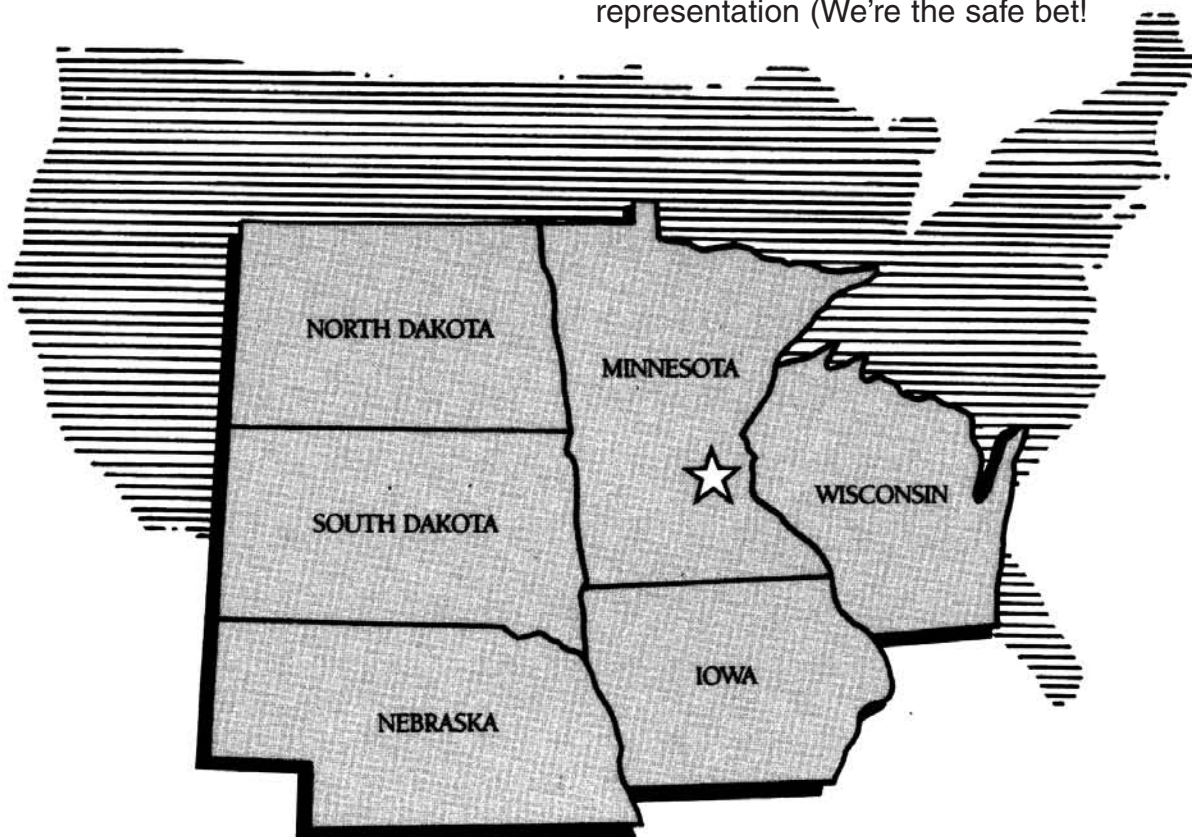 representation (We’re the safe bet!
NORTH DAKOTA
MINNESOTA
WISCONSIN
SOUTH DAKOTA
IOWA
NEBRASKA